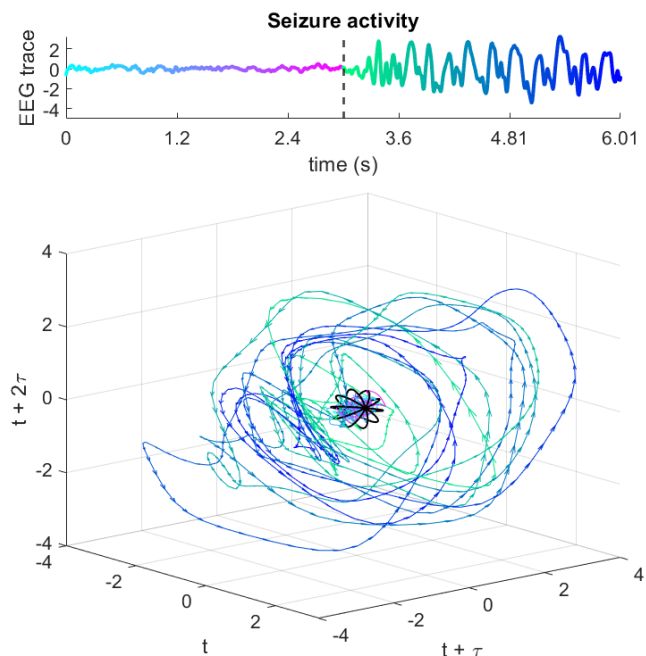 Seizure activity
EEG trace
2
0
-2
-4
0 1.2 2.4 3.6 4.81 6.01
time (s)
4
2
0
-2
-4
t + 2τ
-4 -2 0 2
t
-4 -2 0 2 4
t + τ